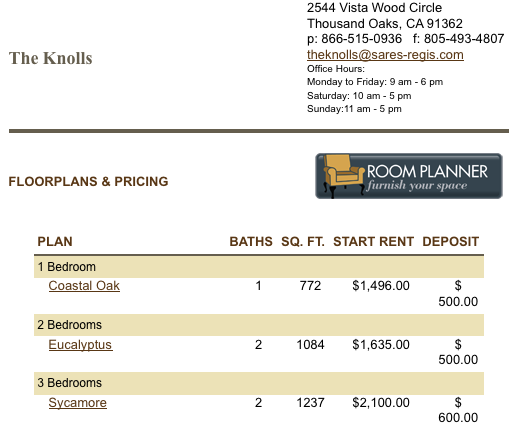 2544 Vista Wood Circle
Thousand Oaks, CA 91362
p: 866-515-0936 f: 805-493-4807
The Knolls
theknolls@sares-regis.com
Office Hours:
Monday to Friday: 9 am - 6 pm
Saturday: 10 am - 5 pm
Sunday:11 am - 5 pm
ROOM PLANNER
furnish your space
FLOORPLANS & PRICING
PLAN BATHS SQ. FT. START RENT DEPOSIT
1 Bedroom
Coastal Oak 1 772 $1,496.00 $
500.00
2 Bedrooms
Eucalyptus 2 1084 $1,635.00 $
500.00
3 Bedrooms
Sycamore 2 1237 $2,100.00 $
600.00